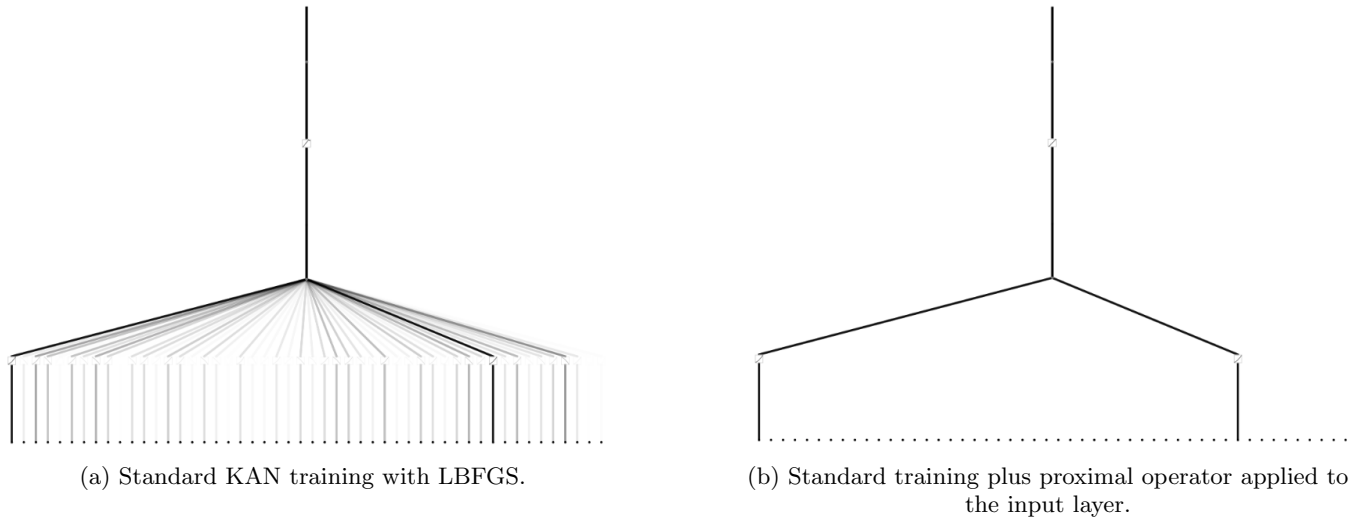 (a) Standard KAN training with LBFGS.
(b) Standard training plus proximal operator applied to
the input layer.